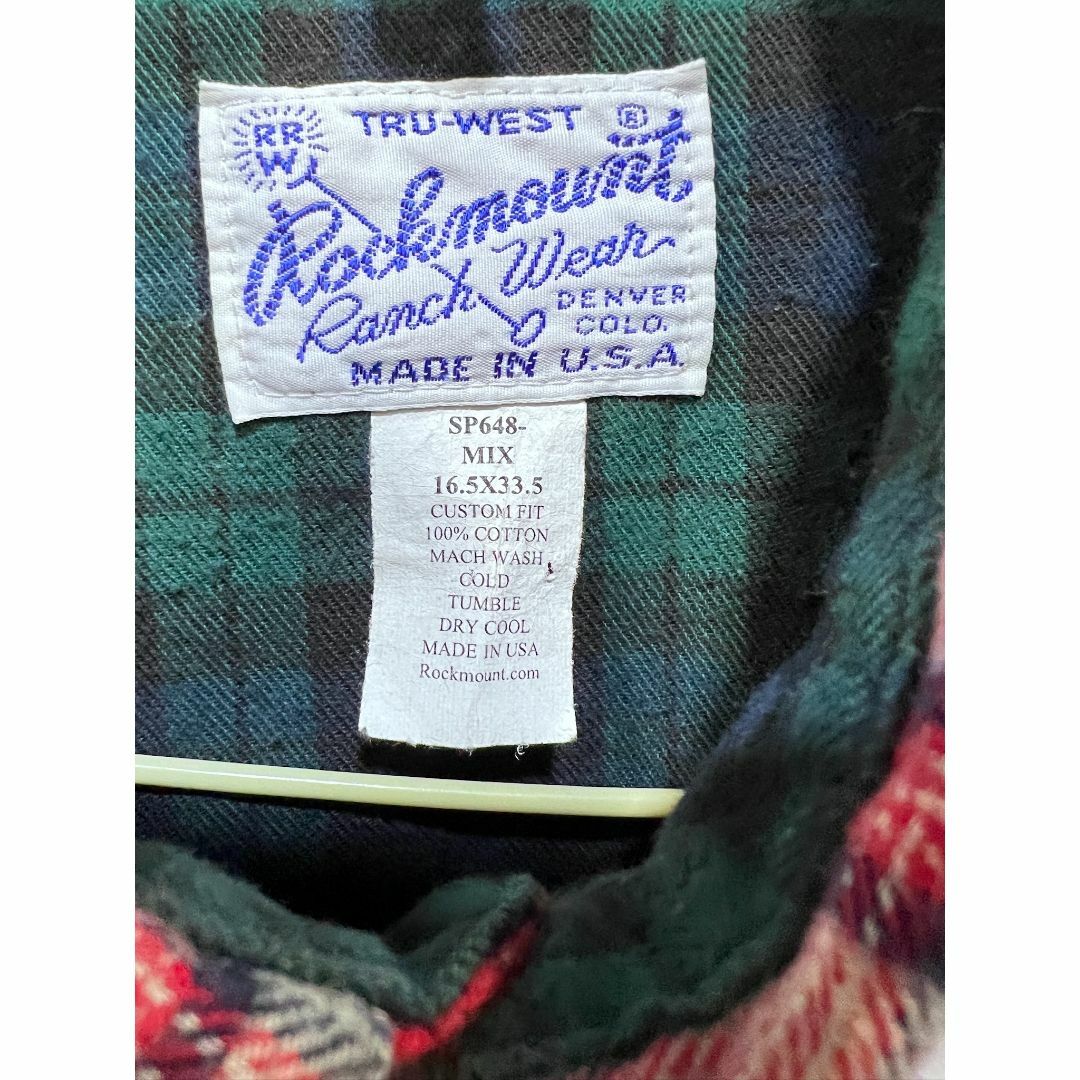 RR
W
TRU-WEST ®
Rockmount
Ranch Wear
DENVER
COLO.
MADE IN U.S.A.
SP648-
MIX
16.5X33.5
CUSTOM FIT
100% COTTON
MACH WASH
COLD
TUMBLE
DRY COOL
MADE IN USA
Rockmount.com